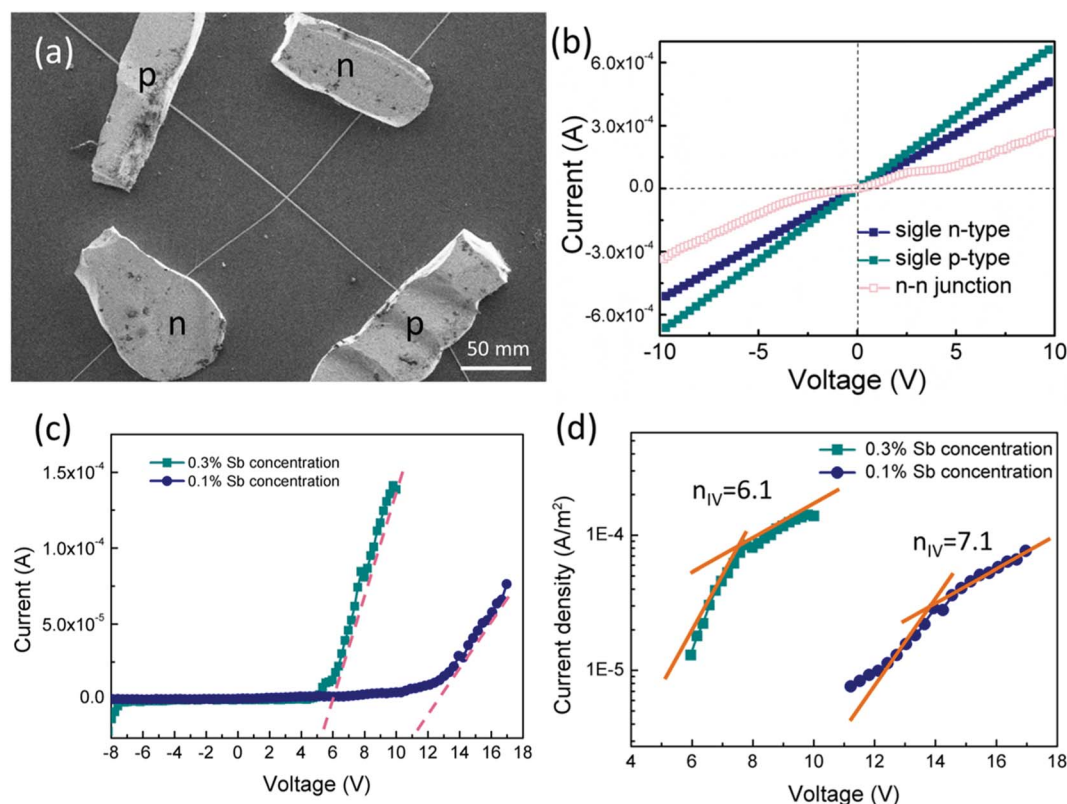 (a)
p
n
n
p
50 mm
(b)
Current (A)
6.0x10⁻⁴
3.0x10⁻⁴
0.0
-3.0x10⁻⁴
-6.0x10⁻⁴
sigle n-type
sigle p-type
n-n junction
-10 -5 0 5 10
Voltage (V)
(c)
Current (A)
1.5x10⁻⁴
1.0x10⁻⁴
5.0x10⁻⁵
0.0
0.3% Sb concentration
0.1% Sb concentration
-8 -6 -4 -2 0 2 4 6 8 10 12 14 16 18
Voltage (V)
(d)
Current density (A/m²)
1E-4
1E-5
0.3% Sb concentration
0.1% Sb concentration
nIV=6.1
nIV=7.1
4 6 8 10 12 14 16 18
Voltage (V)